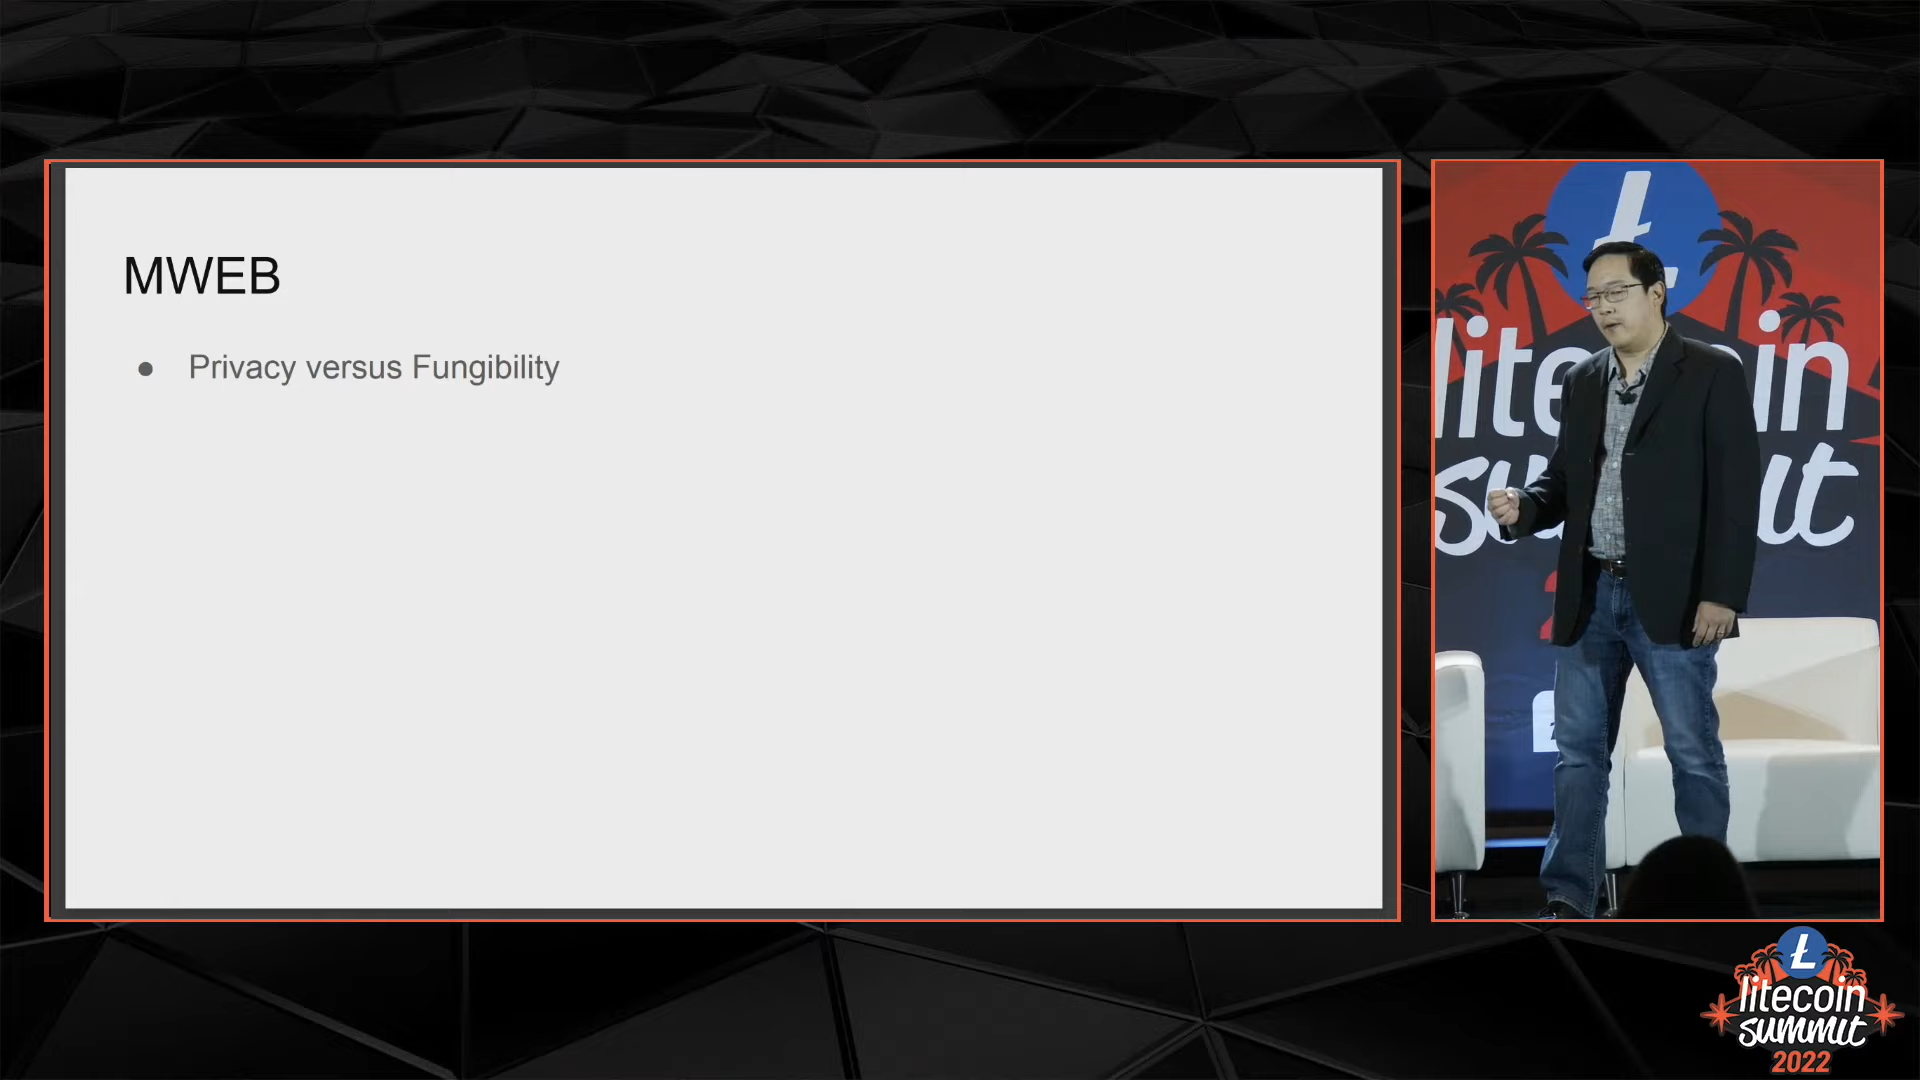 MWEB
● Privacy versus Fungibility
litecoin
summit
2022